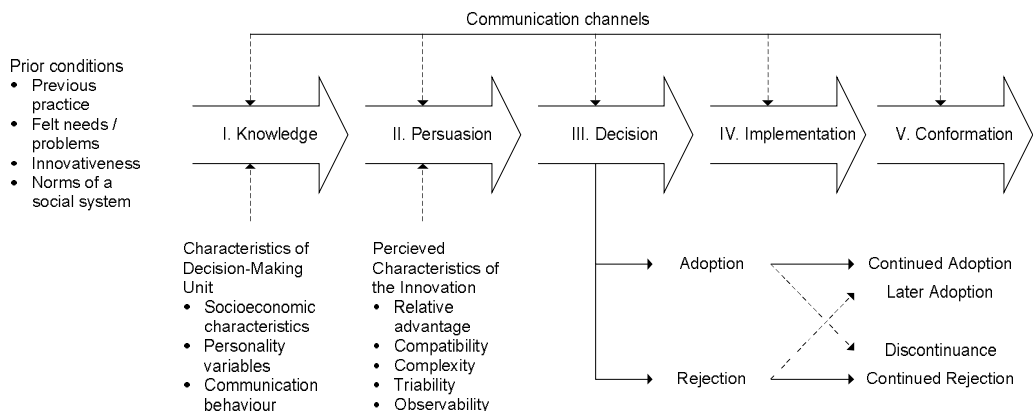 Communication channels
Prior conditions
• Previous
practice
• Felt needs /
problems
• Innovativeness
• Norms of a
social system
I. Knowledge
II. Persuasion
III. Decision
IV. Implementation
V. Conformation
Characteristics of
Decision-Making
Unit
• Socioeconomic
characteristics
• Personality
variables
• Communication
behaviour
Percieved
Characteristics of
the Innovation
• Relative
advantage
• Compatibility
• Complexity
• Triability
• Observability
Adoption
Rejection
Continued Adoption
Later Adoption
Discontinuance
Continued Rejection